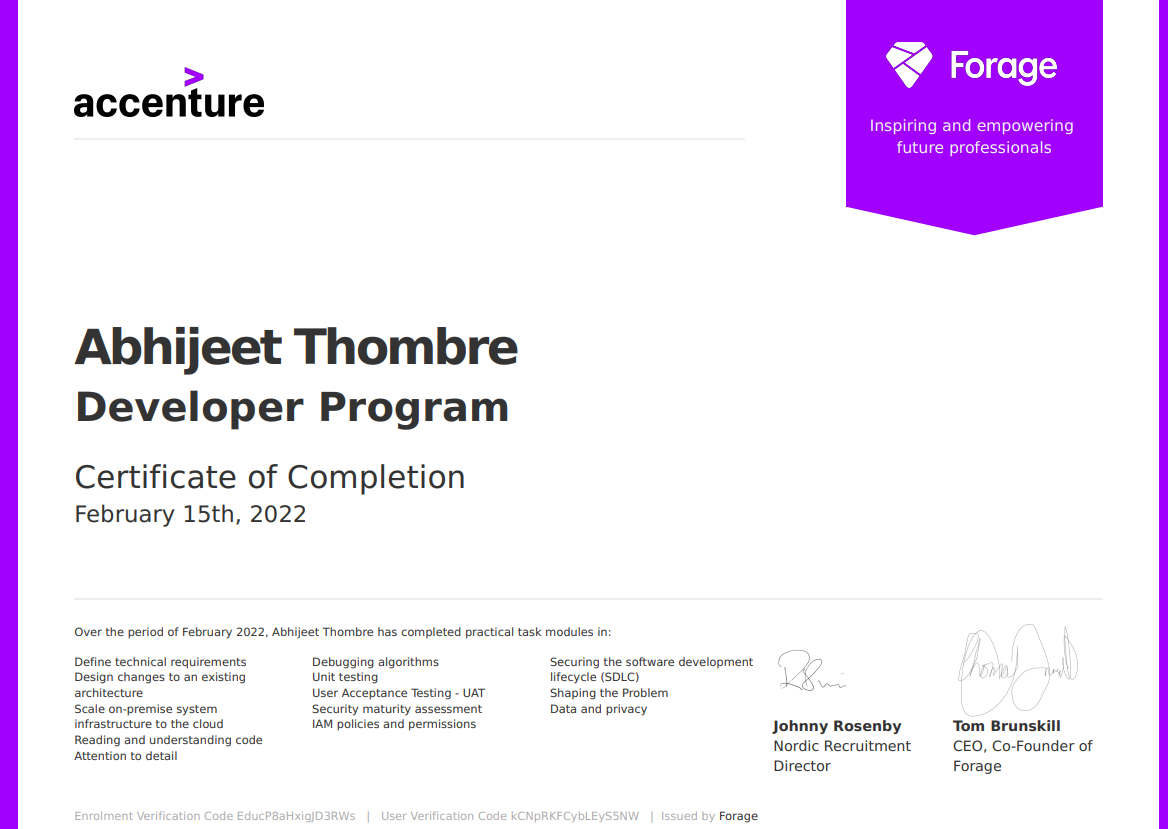 accenture
Forage
Inspiring and empowering
future professionals
Abhijeet Thombre
Developer Program
Certificate of Completion
February 15th, 2022
Over the period of February 2022, Abhijeet Thombre has completed practical task modules in:
Define technical requirements
Design changes to an existing
architecture
Scale on-premise system
infrastructure to the cloud
Reading and understanding code
Attention to detail
Debugging algorithms
Unit testing
User Acceptance Testing - UAT
Security maturity assessment
IAM policies and permissions
Securing the software development
lifecycle (SDLC)
Shaping the Problem
Data and privacy
Johnny Rosenby
Nordic Recruitment
Director
Tom Brunskill
CEO, Co-Founder of
Forage
Enrolment Verification Code EducP8aHxigJD3RWs | User Verification Code kCNpRKFCybLEyS5NW | Issued by Forage